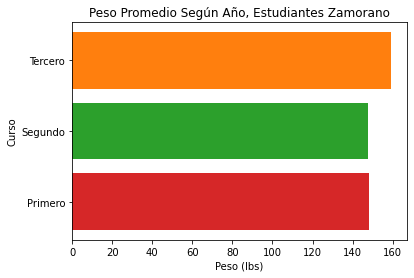 Peso Promedio Según Año, Estudiantes Zamorano
Curso
Tercero
Segundo
Primero
0 20 40 60 80 100 120 140 160
Peso (lbs)